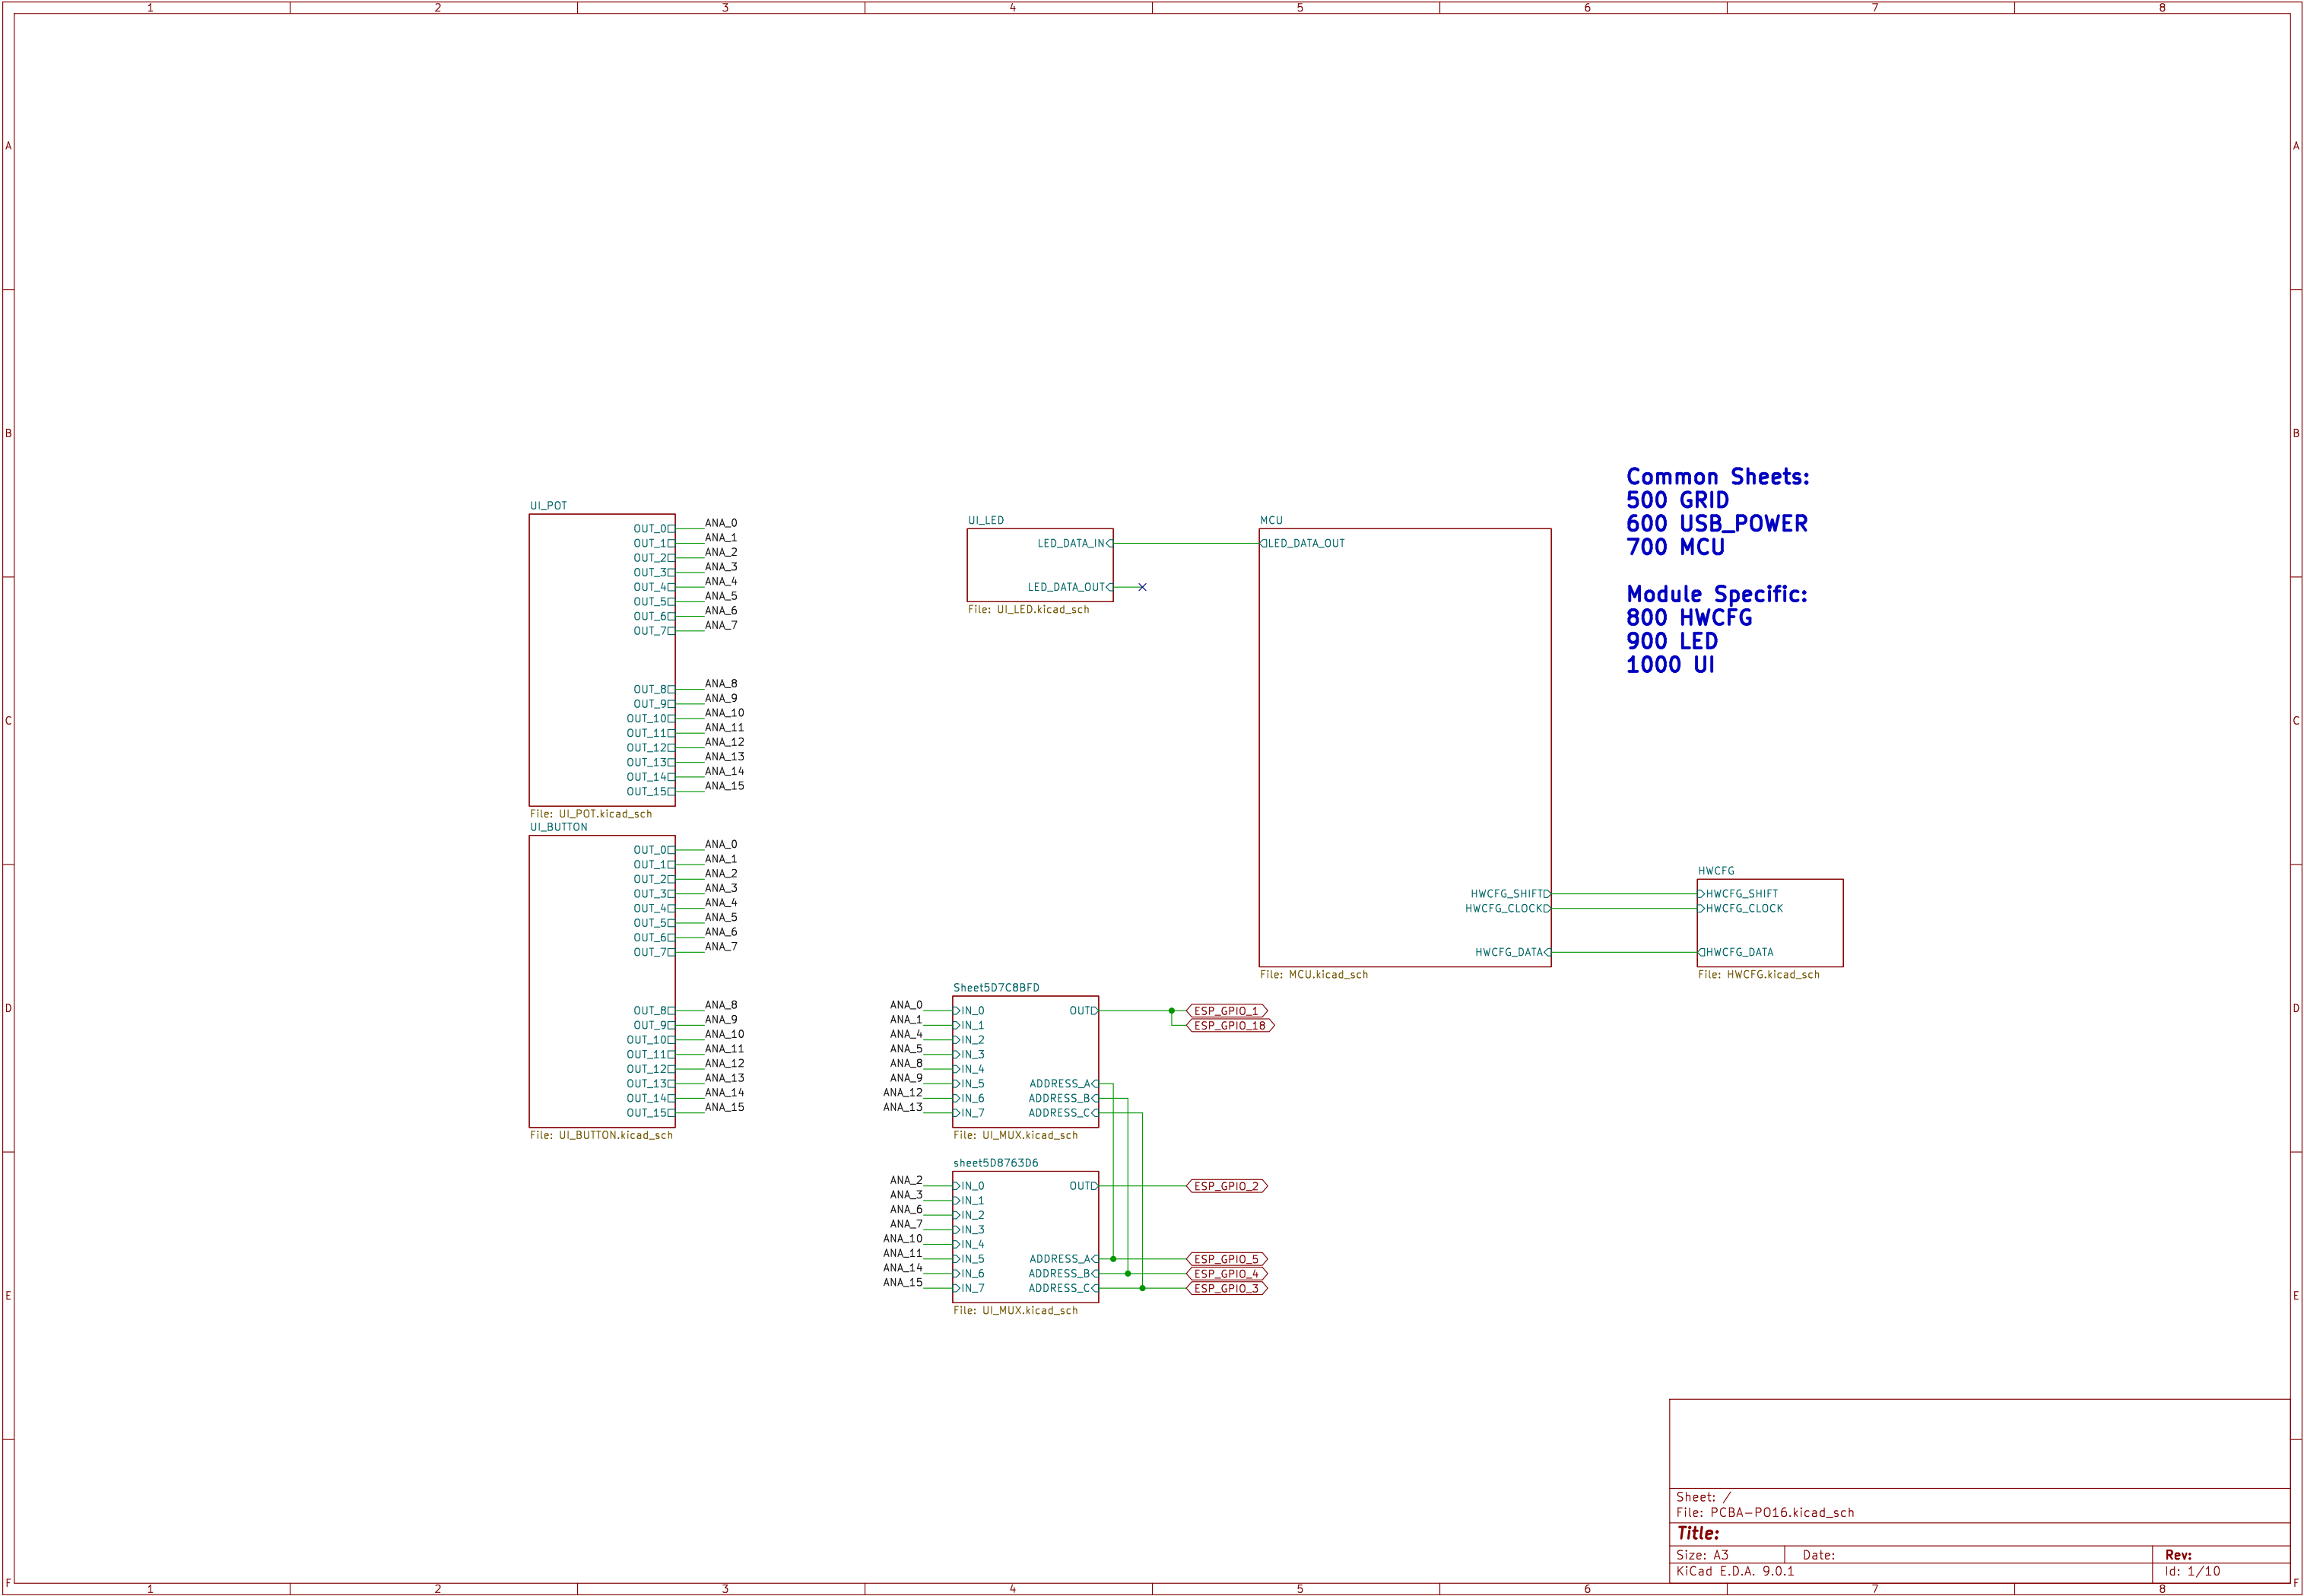 1 2 3 4 5 6 7 8
A A
B B
C C
D D
E E
F F
1 2 3 4 5 6 7 8
Common Sheets:
500 GRID
600 USB_POWER
700 MCU
Module Specific:
800 HWCFG
900 LED
1000 UI
UI_POT
OUT_0 ANA_0
OUT_1 ANA_1
OUT_2 ANA_2
OUT_3 ANA_3
OUT_4 ANA_4
OUT_5 ANA_5
OUT_6 ANA_6
OUT_7 ANA_7
OUT_8 ANA_8
OUT_9 ANA_9
OUT_10 ANA_10
OUT_11 ANA_11
OUT_12 ANA_12
OUT_13 ANA_13
OUT_14 ANA_14
OUT_15 ANA_15
File: UI_POT.kicad_sch
UI_BUTTON
OUT_0 ANA_0
OUT_1 ANA_1
OUT_2 ANA_2
OUT_3 ANA_3
OUT_4 ANA_4
OUT_5 ANA_5
OUT_6 ANA_6
OUT_7 ANA_7
OUT_8 ANA_8
OUT_9 ANA_9
OUT_10 ANA_10
OUT_11 ANA_11
OUT_12 ANA_12
OUT_13 ANA_13
OUT_14 ANA_14
OUT_15 ANA_15
File: UI_BUTTON.kicad_sch
UI_LED
LED_DATA_IN
LED_DATA_OUT
File: UI_LED.kicad_sch
MCU
LED_DATA_OUT
HWCFG_SHIFT
HWCFG_CLOCK
HWCFG_DATA
File: MCU.kicad_sch
HWCFG
HWCFG_SHIFT
HWCFG_CLOCK
HWCFG_DATA
File: HWCFG.kicad_sch
Sheet5D7C8BFD
ANA_0 IN_0 OUT ESP_GPIO_1
ANA_1 IN_1 ESP_GPIO_18
ANA_4 IN_2
ANA_5 IN_3
ANA_8 IN_4
ANA_9 IN_5 ADDRESS_A
ANA_12 IN_6 ADDRESS_B
ANA_13 IN_7 ADDRESS_C
File: UI_MUX.kicad_sch
sheet5D8763D6
ANA_2 IN_0 OUT ESP_GPIO_2
ANA_3 IN_1
ANA_6 IN_2
ANA_7 IN_3
ANA_10 IN_4
ANA_11 IN_5 ADDRESS_A ESP_GPIO_5
ANA_14 IN_6 ADDRESS_B ESP_GPIO_4
ANA_15 IN_7 ADDRESS_C ESP_GPIO_3
File: UI_MUX.kicad_sch
Sheet: /
File: PCBA-PO16.kicad_sch
Title:
Size: A3 Date: Rev:
KiCad E.D.A. 9.0.1 Id: 1/10